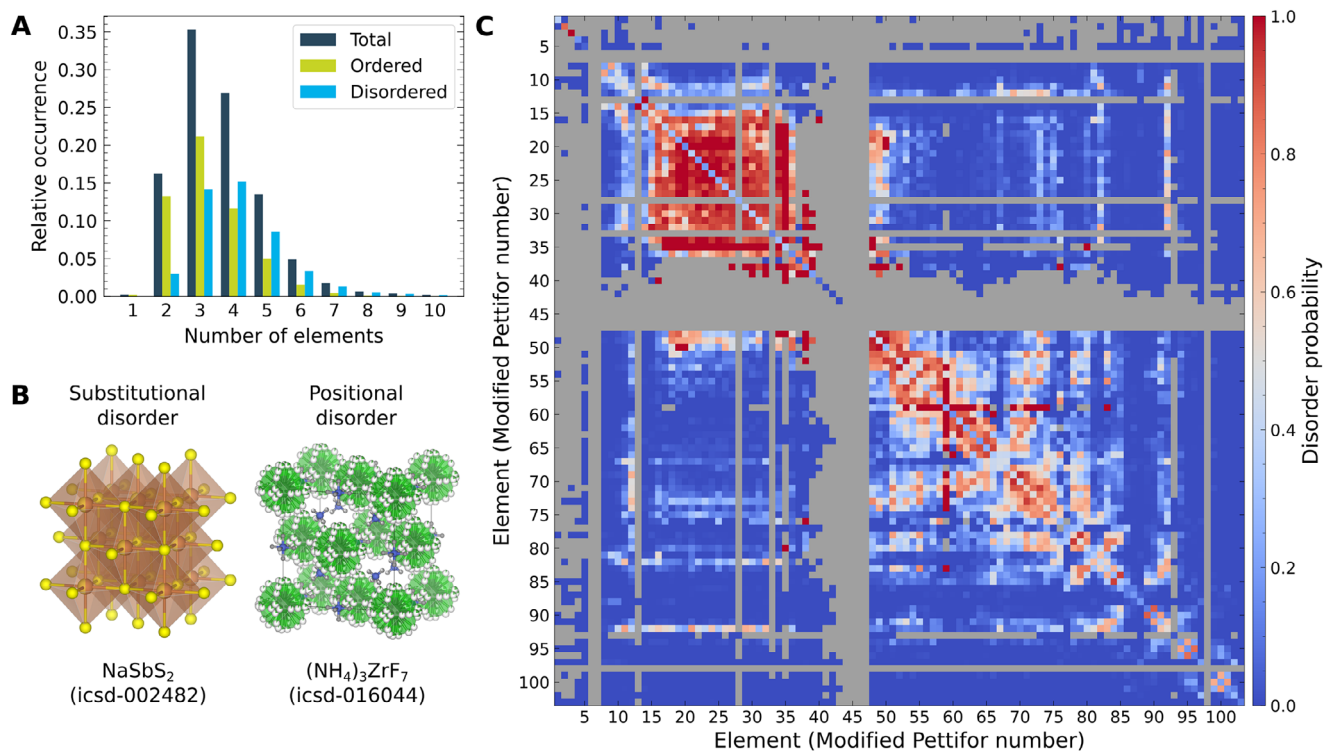 A
Relative occurrence
0.35
0.30
0.25
0.20
0.15
0.10
0.05
0.00
Total
Ordered
Disordered
1 2 3 4 5 6 7 8 9 10
Number of elements
B
Substitutional
disorder
Positional
disorder
NaSbS₂
(icsd-002482)
(NH₄)₃ZrF₇
(icsd-016044)
C
Element (Modified Pettifor number)
5
10
15
20
25
30
35
40
45
50
55
60
65
70
75
80
85
90
95
100
5 10 15 20 25 30 35 40 45 50 55 60 65 70 75 80 85 90 95 100
Element (Modified Pettifor number)
1.0
0.8
0.6
0.4
0.2
0.0
Disorder probability